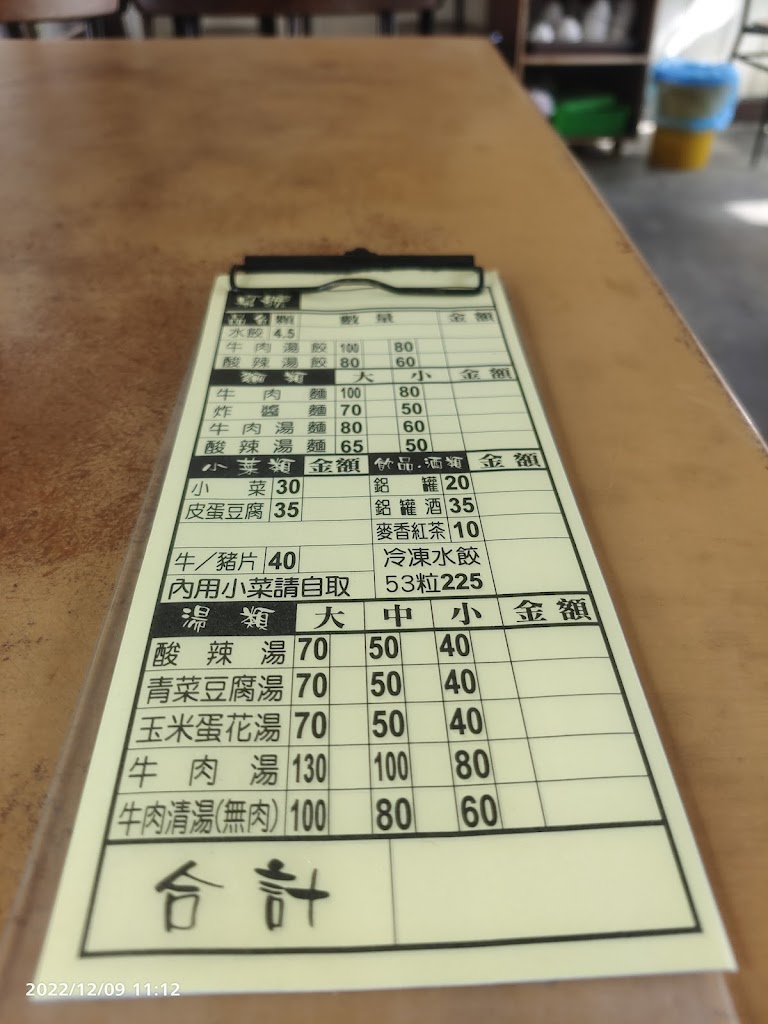 顆 數量 金額
水餃 4.5
牛肉湯餃 100 80
酸辣湯餃 80 60
麵類 大 小 金額
牛肉麵 100 80
炸醬麵 70 50
牛肉湯麵 80 60
酸辣湯麵 65 50
小菜類 金額 飲品.酒類 金額
小菜 30 鋁罐 20
皮蛋豆腐 35 鋁罐酒 35
麥香紅茶 10
牛/豬片 40 冷凍水餃
內用小菜請自取 53粒225
湯類 大 中 小 金額
酸辣湯 70 50 40
青菜豆腐湯 70 50 40
玉米蛋花湯 70 50 40
牛肉湯 130 100 80
牛肉清湯(無肉) 100 80 60
合計
2022/12/09 11:12